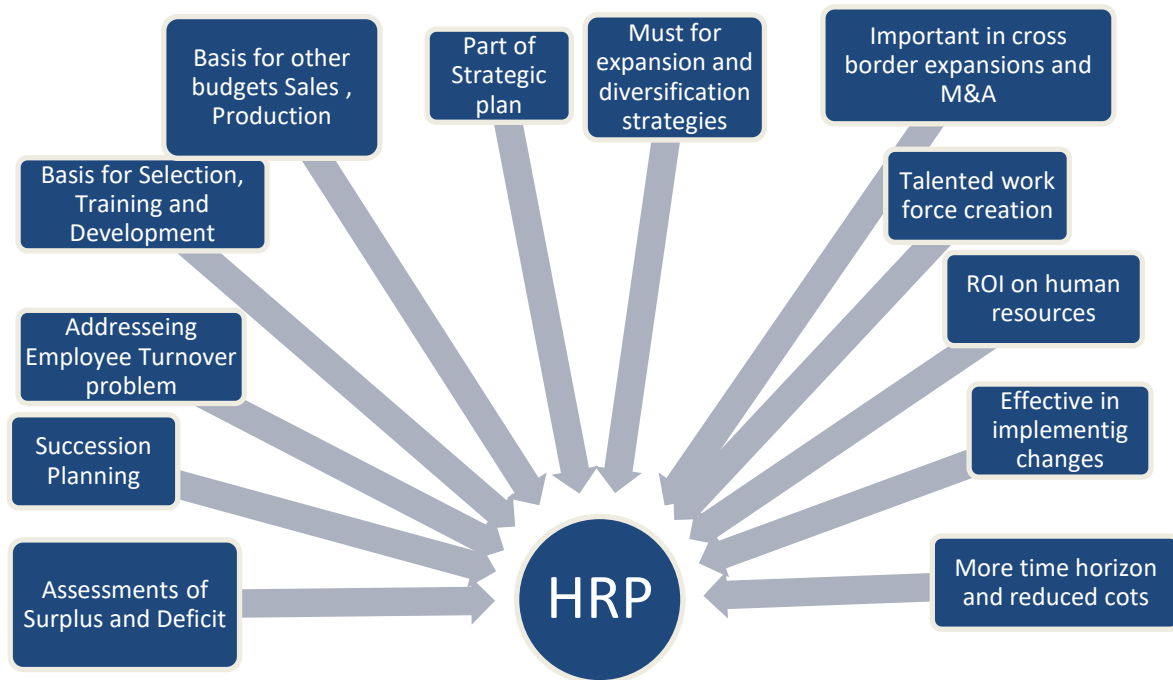 Basis for other
budgets Sales ,
Production
Part of
Strategic
plan
Must for
expansion and
diversification
strategies
Important in cross
border expansions and
M&A
Basis for Selection,
Training and
Development
Talented work
force creation
ROI on human
resources
Addresseing
Employee Turnover
problem
Effective in
implementig
changes
Succession
Planning
Assessments of
Surplus and Deficit
HRP
More time horizon
and reduced cots